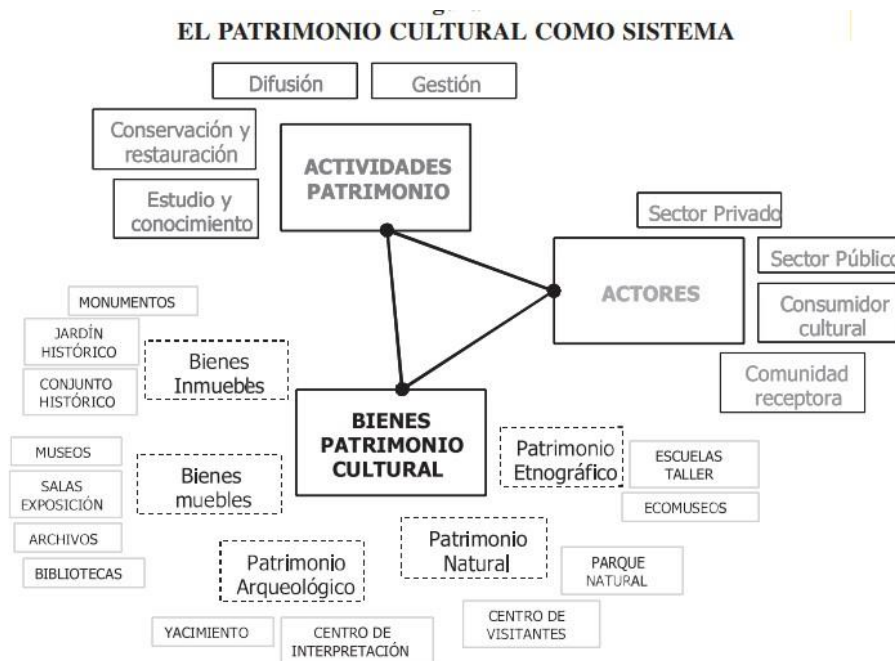 EL PATRIMONIO CULTURAL COMO SISTEMA
Difusión
Gestión
Conservación y
restauración
Estudio y
conocimiento
ACTIVIDADES
PATRIMONIO
Sector Privado
Sector Público
Consumidor
cultural
Comunidad
receptora
ACTORES
BIENES
PATRIMONIO
CULTURAL
MONUMENTOS
JARDÍN
HISTÓRICO
CONJUNTO
HISTÓRICO
Bienes
Inmuebles
MUSEOS
SALAS
EXPOSICIÓN
ARCHIVOS
BIBLIOTECAS
Bienes
muebles
Patrimonio
Arqueológico
YACIMIENTO
CENTRO DE
INTERPRETACIÓN
Patrimonio
Natural
PARQUE
NATURAL
CENTRO DE
VISITANTES
Patrimonio
Etnográfico
ESCUELAS
TALLER
ECOMUSEOS